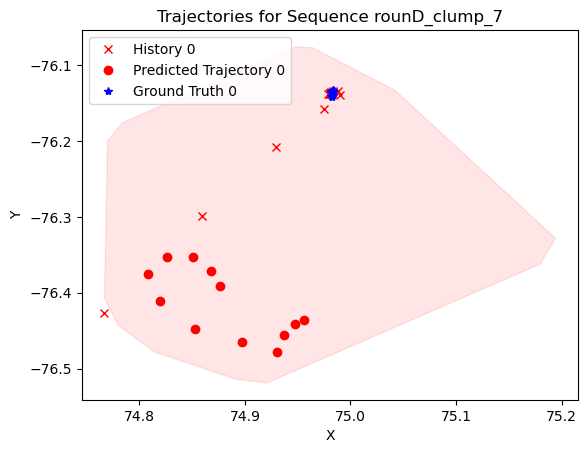 Trajectories for Sequence rounD_clump_7
History 0
Predicted Trajectory 0
Ground Truth 0
−76.1
−76.2
−76.3
−76.4
−76.5
Y
74.8 74.9 75.0 75.1 75.2
X